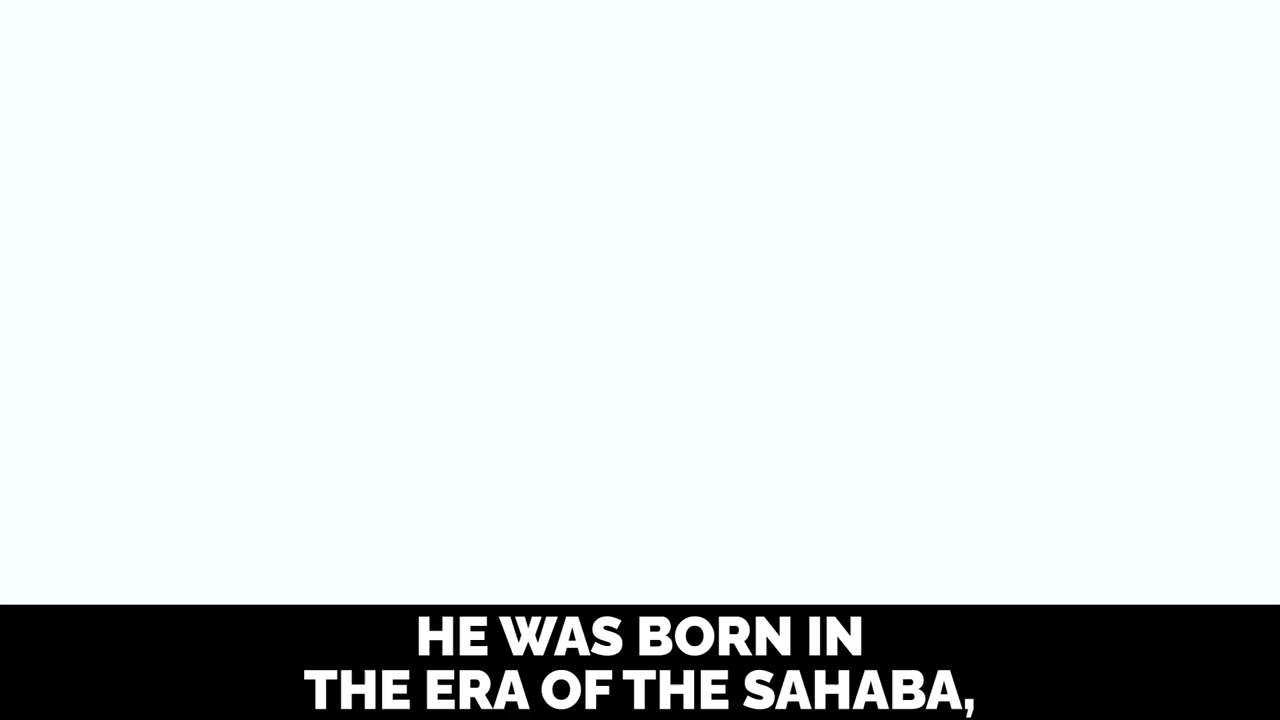 HE WAS BORN IN
THE ERA OF THE SAHABA,